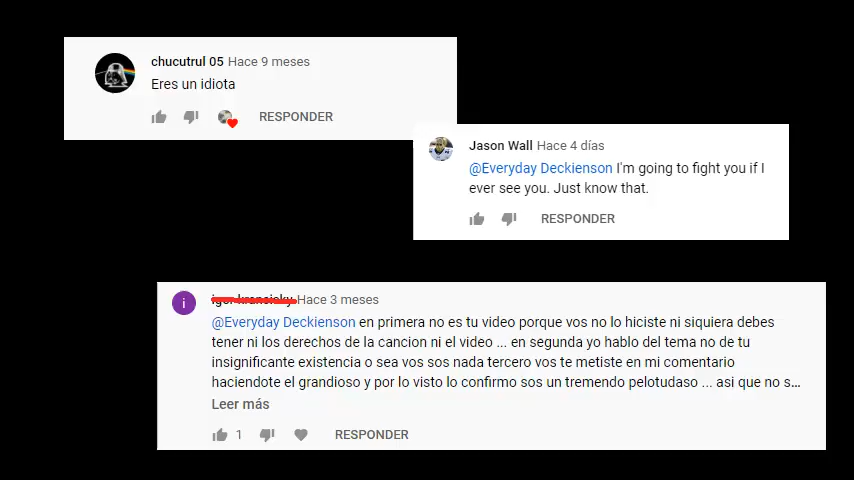 chucutrul 05 Hace 9 meses
Eres un idiota
RESPONDER
Jason Wall Hace 4 días
@Everyday Deckienson I'm going to fight you if I
ever see you. Just know that.
RESPONDER
i
Hace 3 meses
@Everyday Deckienson en primera no es tu video porque vos no lo hiciste ni siquiera debes
tener ni los derechos de la cancion ni el video ... en segunda yo hablo del tema no de tu
insignificante existencia o sea vos sos nada tercero vos te metiste en mi comentario
haciendote el grandioso y por lo visto lo confirmo sos un tremendo pelotudaso ... asi que no s...
Leer más
1
RESPONDER